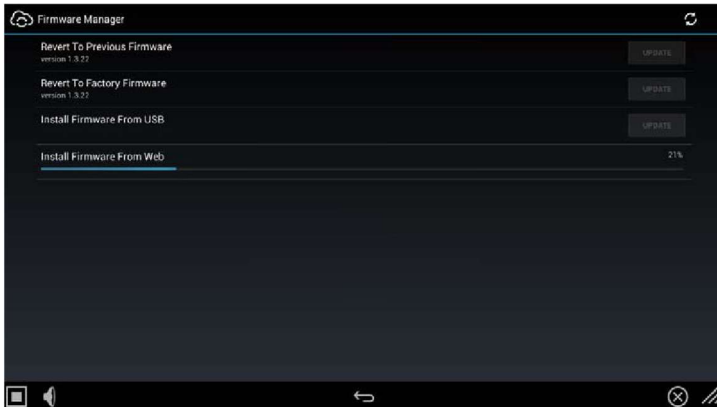 Firmware Manager
Revert To Previous Firmware
version 1.3.22
UPDATE
Revert To Factory Firmware
version 1.3.22
UPDATE
Install Firmware From USB
UPDATE
Install Firmware From Web
21%